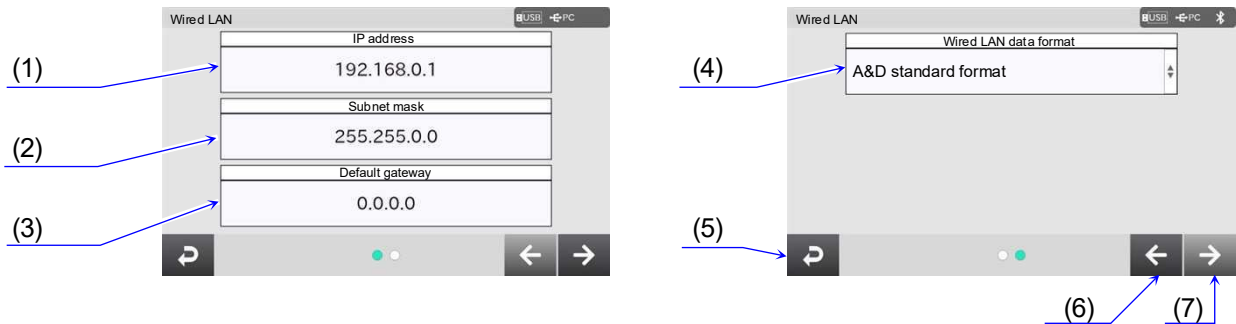 Wired LAN
USB PC
IP address
(1)
192.168.0.1
Subnet mask
(2)
255.255.0.0
Default gateway
(3)
0.0.0.0
Wired LAN
USB PC
Wired LAN data format
(4)
A&D standard format
(5)
(6)
(7)